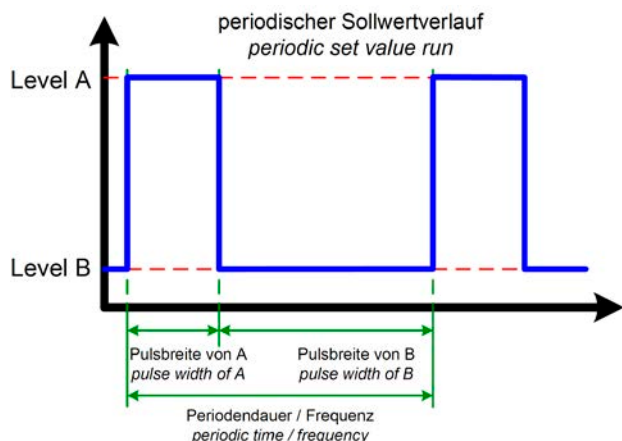 periodischer Sollwertverlauf
periodic set value run
Level A
Level B
Pulsbreite von A
pulse width of A
Pulsbreite von B
pulse width of B
Periodendauer / Frequenz
periodic time / frequency